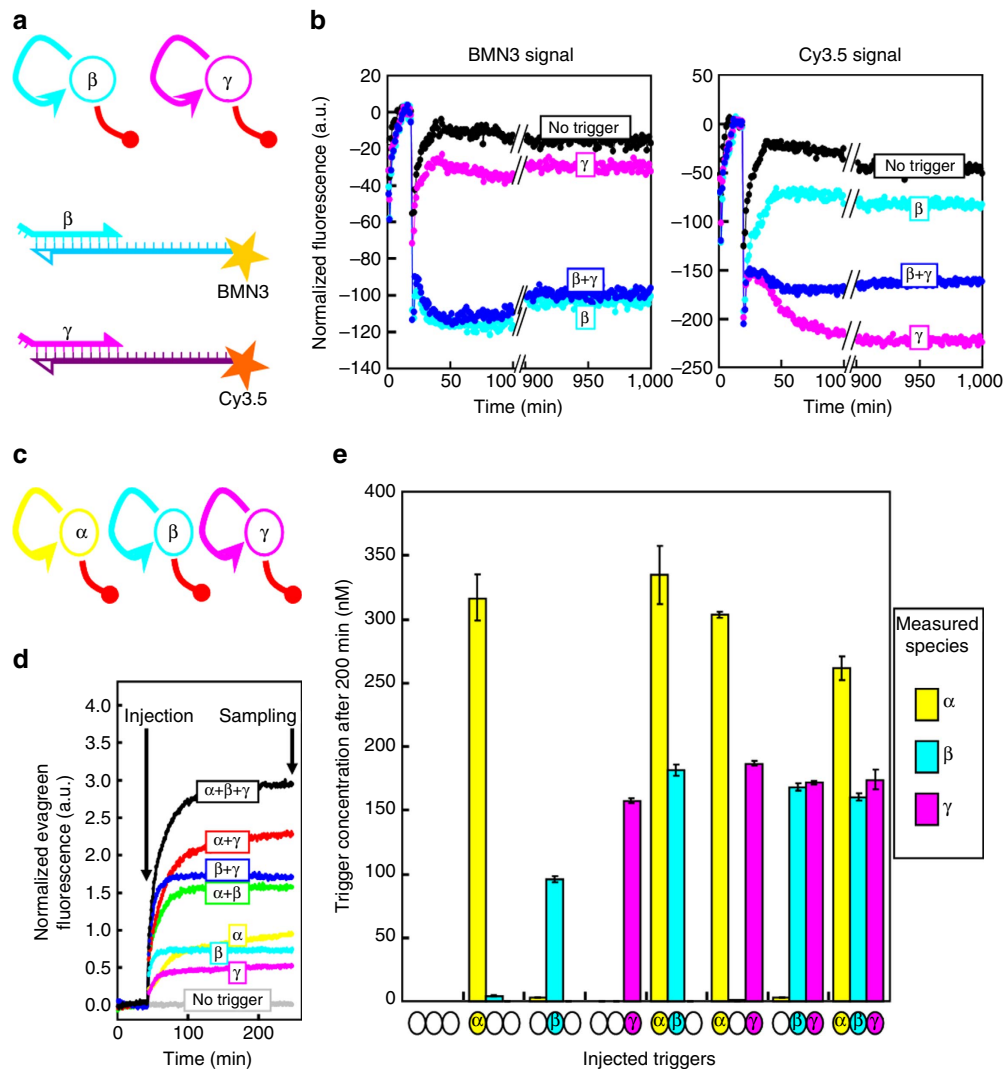 a
β
γ
β
BMN3
γ
Cy3.5
b
BMN3 signal
Cy3.5 signal
Normalized fluorescence (a.u.)
20
0
−20
−40
−60
−80
−100
−120
−140
No trigger
γ
β+γ
β
0
50
100
900
950
1,000
Time (min)
50
0
−50
−100
−150
−200
−250
No trigger
β
β+γ
γ
0
50
100
900
950
1,000
Time (min)
c
α
β
γ
d
Normalized evagreen
fluorescence (a.u.)
4.0
3.5
3.0
2.5
2.0
1.5
1.0
0.5
0.0
Injection
Sampling
α+β+γ
α+γ
β+γ
α+β
α
β
γ
No trigger
0
100
200
Time (min)
e
Trigger concentration after 200 min (nM)
400
350
300
250
200
150
100
50
0
α
β
γ
α β
α γ
β γ
α β γ
Injected triggers
Measured
species
α
β
γ